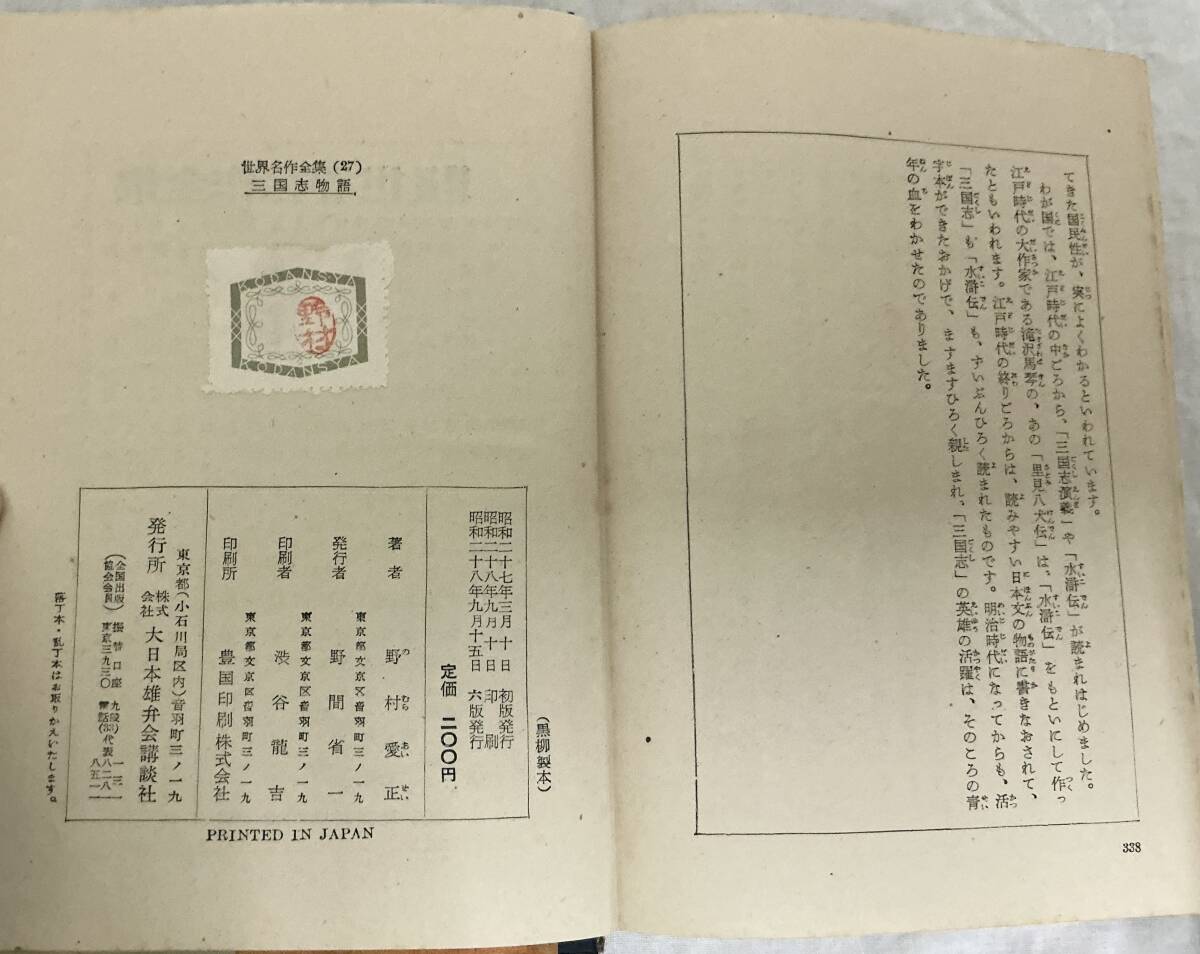 てきた国民性が、実によくわかるといわれています。
わが国では、江戸時代の中ごろから、「三国志演義」や「水滸伝」が読まれはじめました。
江戸時代の大作家である滝沢馬琴の、あの「里見八犬伝」は、「水滸伝」をもといにして作っ
たともいわれます。江戸時代の終りごろからは、読みやすい日本文の物語に書きなおされて、
「三国志」も「水滸伝」も、ずいぶんひろく読まれたものです。明治時代になってからも、活
字本ができたおかげで、ますますひろく親しまれ、「三国志」の英雄の活躍は、そのころの青
年の血をわかせたのでありました。
338
世界名作全集(27)
三国志物語
KODANSYA
野村
KODANSYA
(黒柳製本)
昭和二十七年三月十日 初版発行
昭和二十八年九月十日 印刷
昭和二十八年九月十五日 六版発行
定価 二〇〇円
著者 野村愛正
東京都文京区音羽町三ノ一九
発行者 野間省一
東京都文京区音羽町三ノ一九
印刷者 渋谷龍吉
東京都文京区音羽町三ノ一九
印刷所 豊国印刷株式会社
東京都(小石川局区内)音羽町三ノ一九
発行所 株式会社 大日本雄弁会講談社
(全国出版協会会員) 振替口座 東京三九三〇 電話 九段(33)代表
落丁本・乱丁本はお取りかえいたします。
PRINTED IN JAPAN